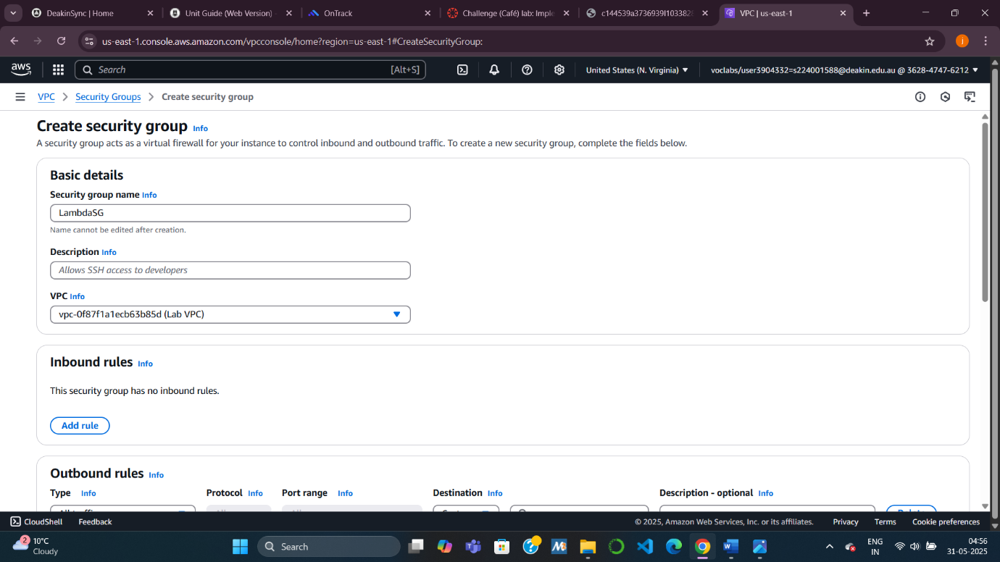 DeakinSync | Home
Unit Guide (Web Version) -
OnTrack
Challenge (Café) lab: Imple
c144539a3736939l1033828
VPC | us-east-1
us-east-1.console.aws.amazon.com/vpcconsole/home?region=us-east-1#CreateSecurityGroup:
j
aws
Search [Alt+S]
United States (N. Virginia)
voclabs/user3904332=s224001588@deakin.edu.au @ 3628-4747-6212
VPC > Security Groups > Create security group
Create security group Info
A security group acts as a virtual firewall for your instance to control inbound and outbound traffic. To create a new security group, complete the fields below.
Basic details
Security group name Info
LambdaSG
Name cannot be edited after creation.
Description Info
Allows SSH access to developers
VPC Info
vpc-0f87f1a1ecb63b85d (Lab VPC)
Inbound rules Info
This security group has no inbound rules.
Add rule
Outbound rules Info
Type Info Protocol Info Port range Info Destination Info Description - optional Info
CloudShell Feedback © 2025, Amazon Web Services, Inc. or its affiliates. Privacy Terms Cookie preferences
2
10°C
Cloudy
Search
ENG
IN
04:56
31-05-2025